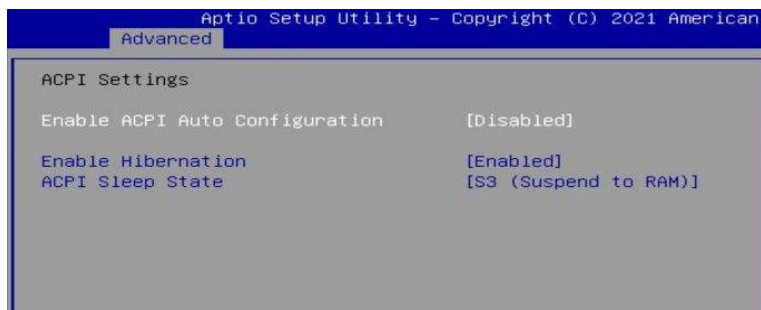 Aptio Setup Utility – Copyright (C) 2021 American
Advanced
ACPI Settings
Enable ACPI Auto Configuration [Disabled]
Enable Hibernation [Enabled]
ACPI Sleep State [S3 (Suspend to RAM)]